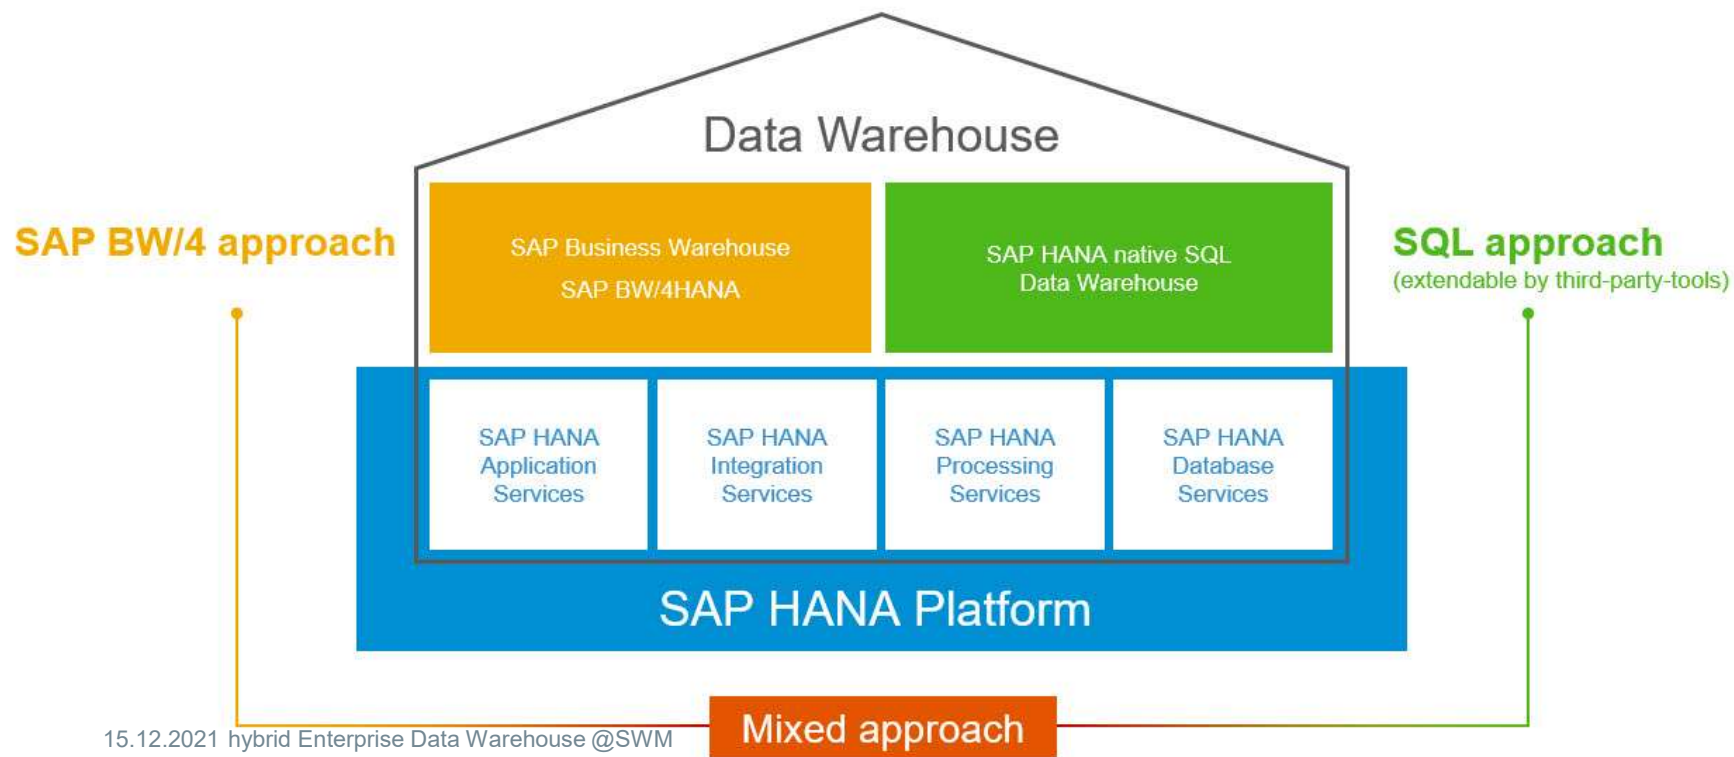 Data Warehouse
SAP BW/4 approach
SAP Business Warehouse
SAP BW/4HANA
SAP HANA native SQL
Data Warehouse
SQL approach
(extendable by third-party-tools)
SAP HANA
Application
Services
SAP HANA
Integration
Services
SAP HANA
Processing
Services
SAP HANA
Database
Services
SAP HANA Platform
Mixed approach
15.12.2021 hybrid Enterprise Data Warehouse @SWM